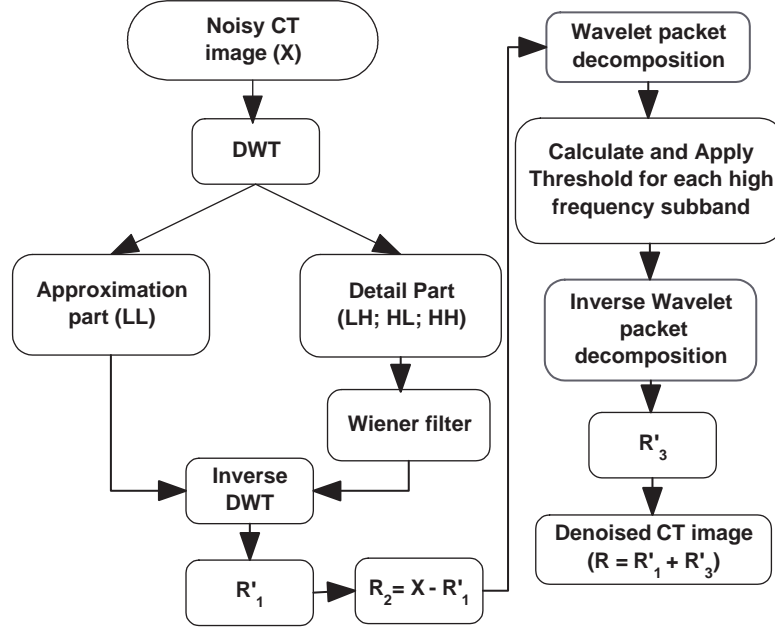 Noisy CT
image (X)
DWT
Approximation
part (LL)
Detail Part
(LH; HL; HH)
Wiener filter
Inverse
DWT
R'₁
R₂= X - R'₁
Wavelet packet
decomposition
Calculate and Apply
Threshold for each high
frequency subband
Inverse Wavelet
packet
decomposition
R'₃
Denoised CT image
(R = R'₁ + R'₃)